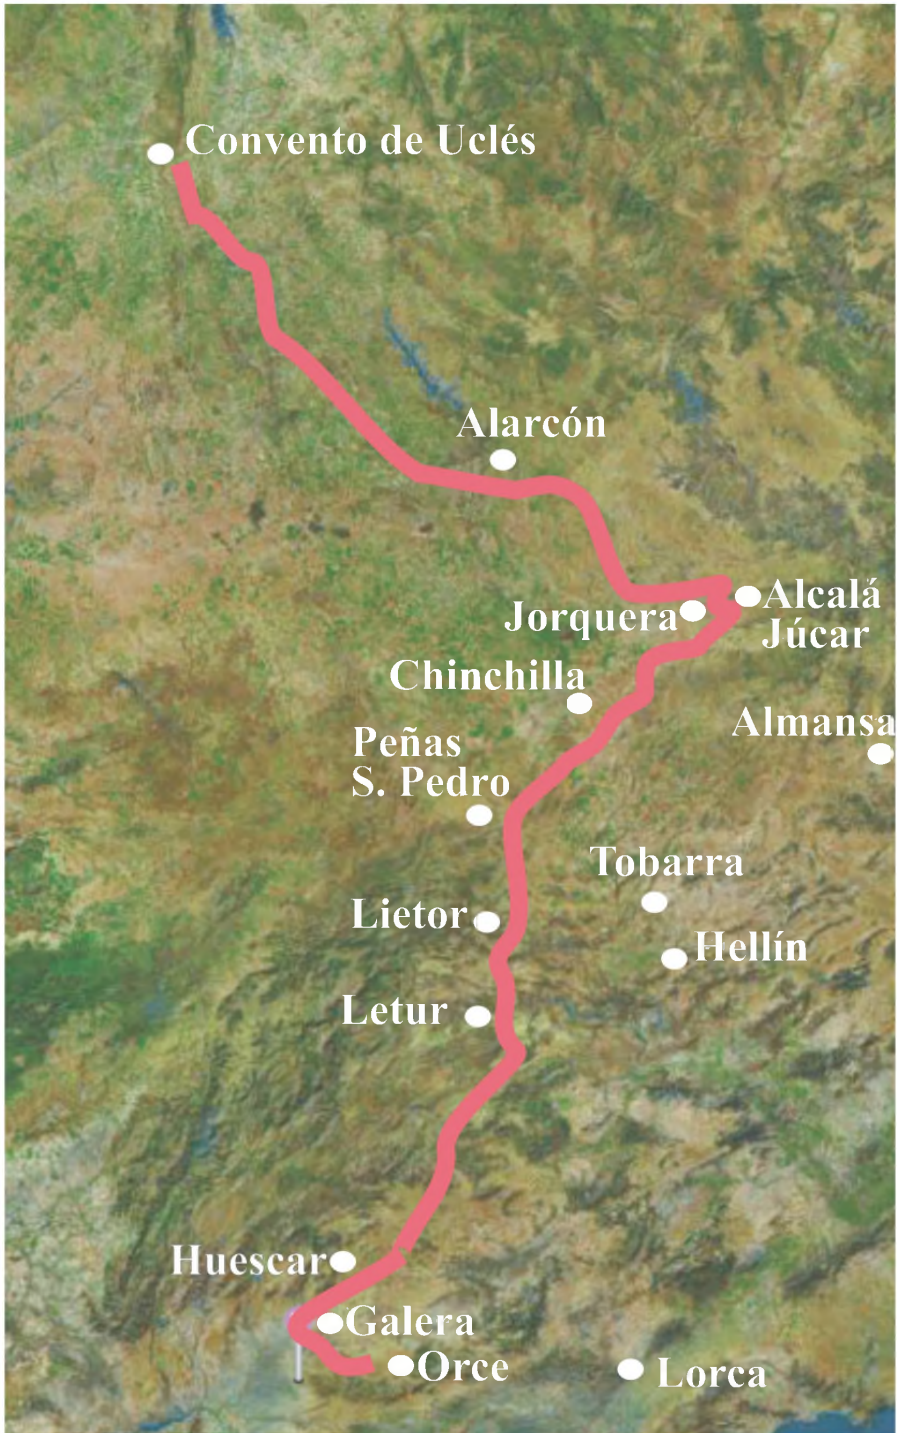 Convento de Uclés
Alarcón
Alcalá
Júcar
Jorquera
Chinchilla
Almansa
Peñas
S. Pedro
Tobarra
Lietor
Hellín
Letur
Huescar
Galera
Orce
Lorca